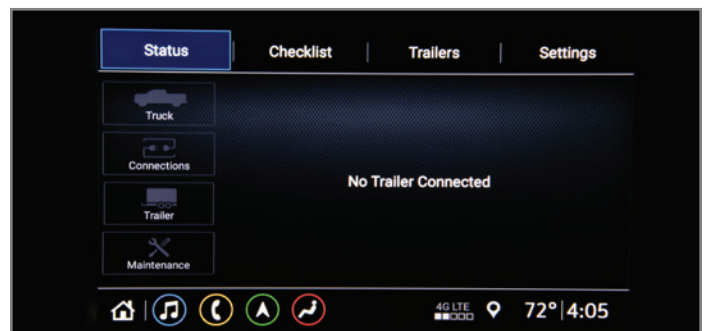 Status
Checklist
Trailers
Settings
Truck
Connections
Trailer
Maintenance
No Trailer Connected
4G LTE
72° 4:05